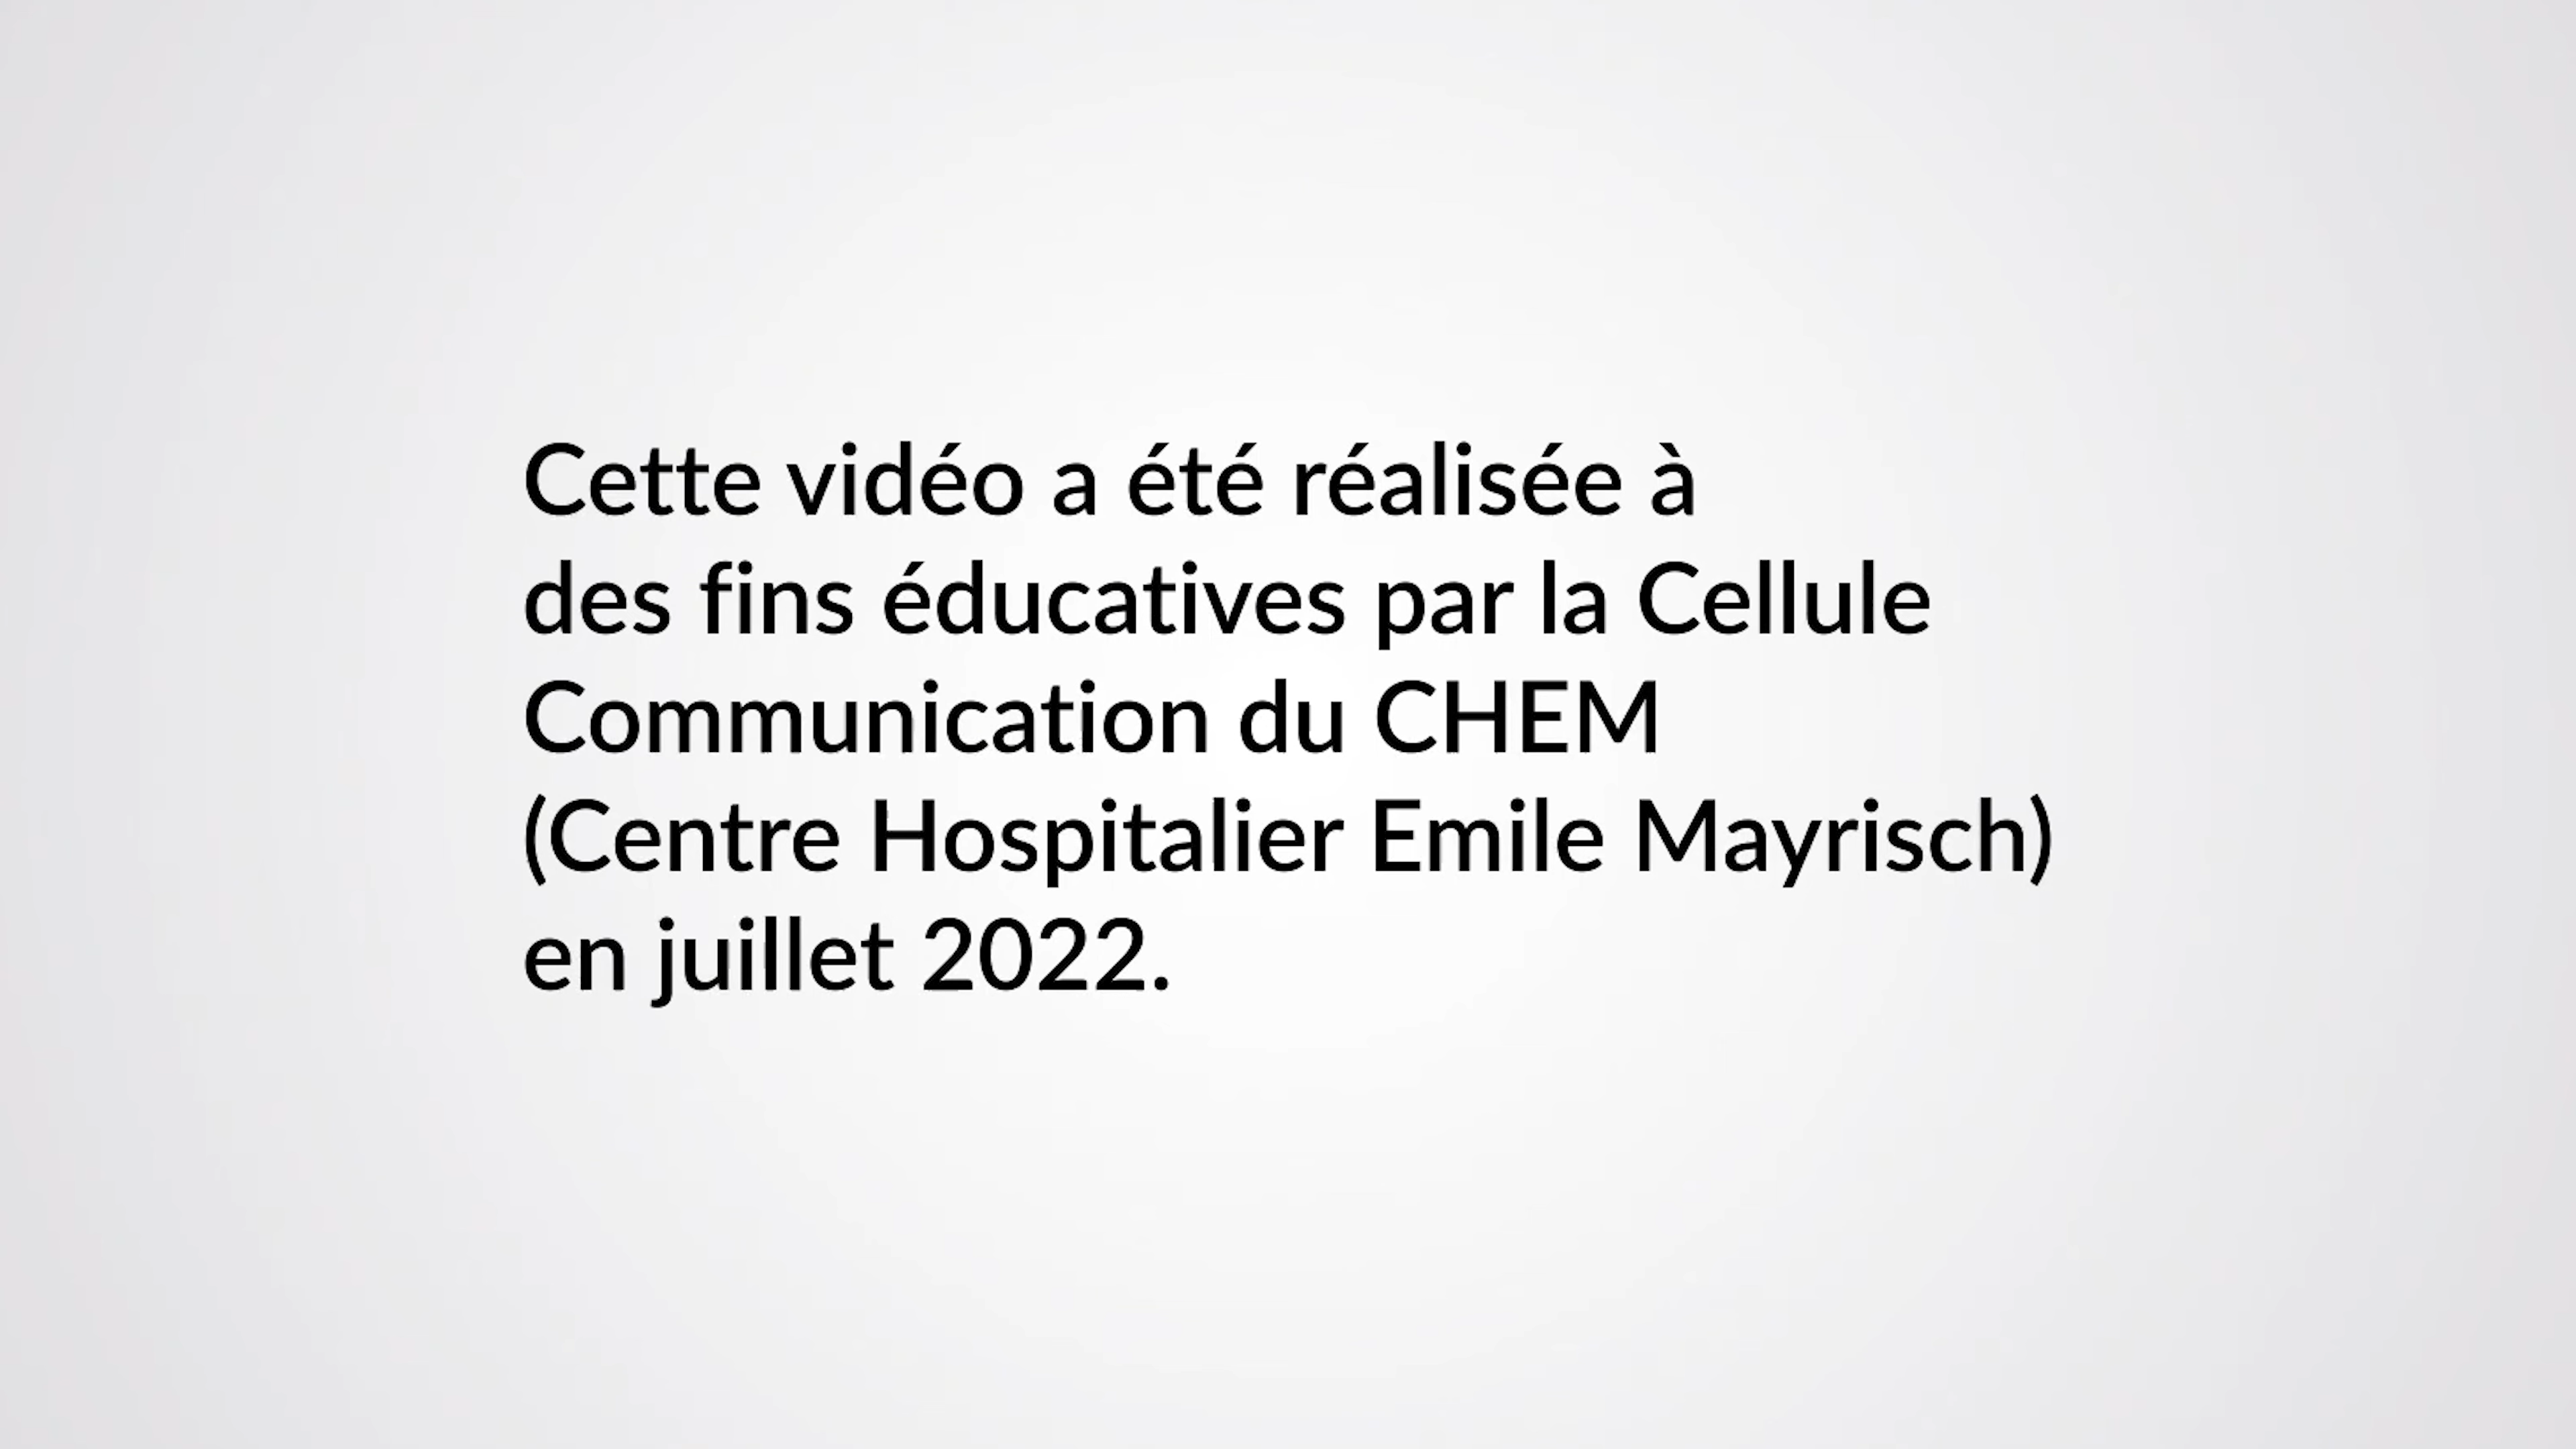 Cette vidéo a été réalisée à
des fins éducatives par la Cellule
Communication du CHEM
(Centre Hospitalier Emile Mayrisch)
en juillet 2022.